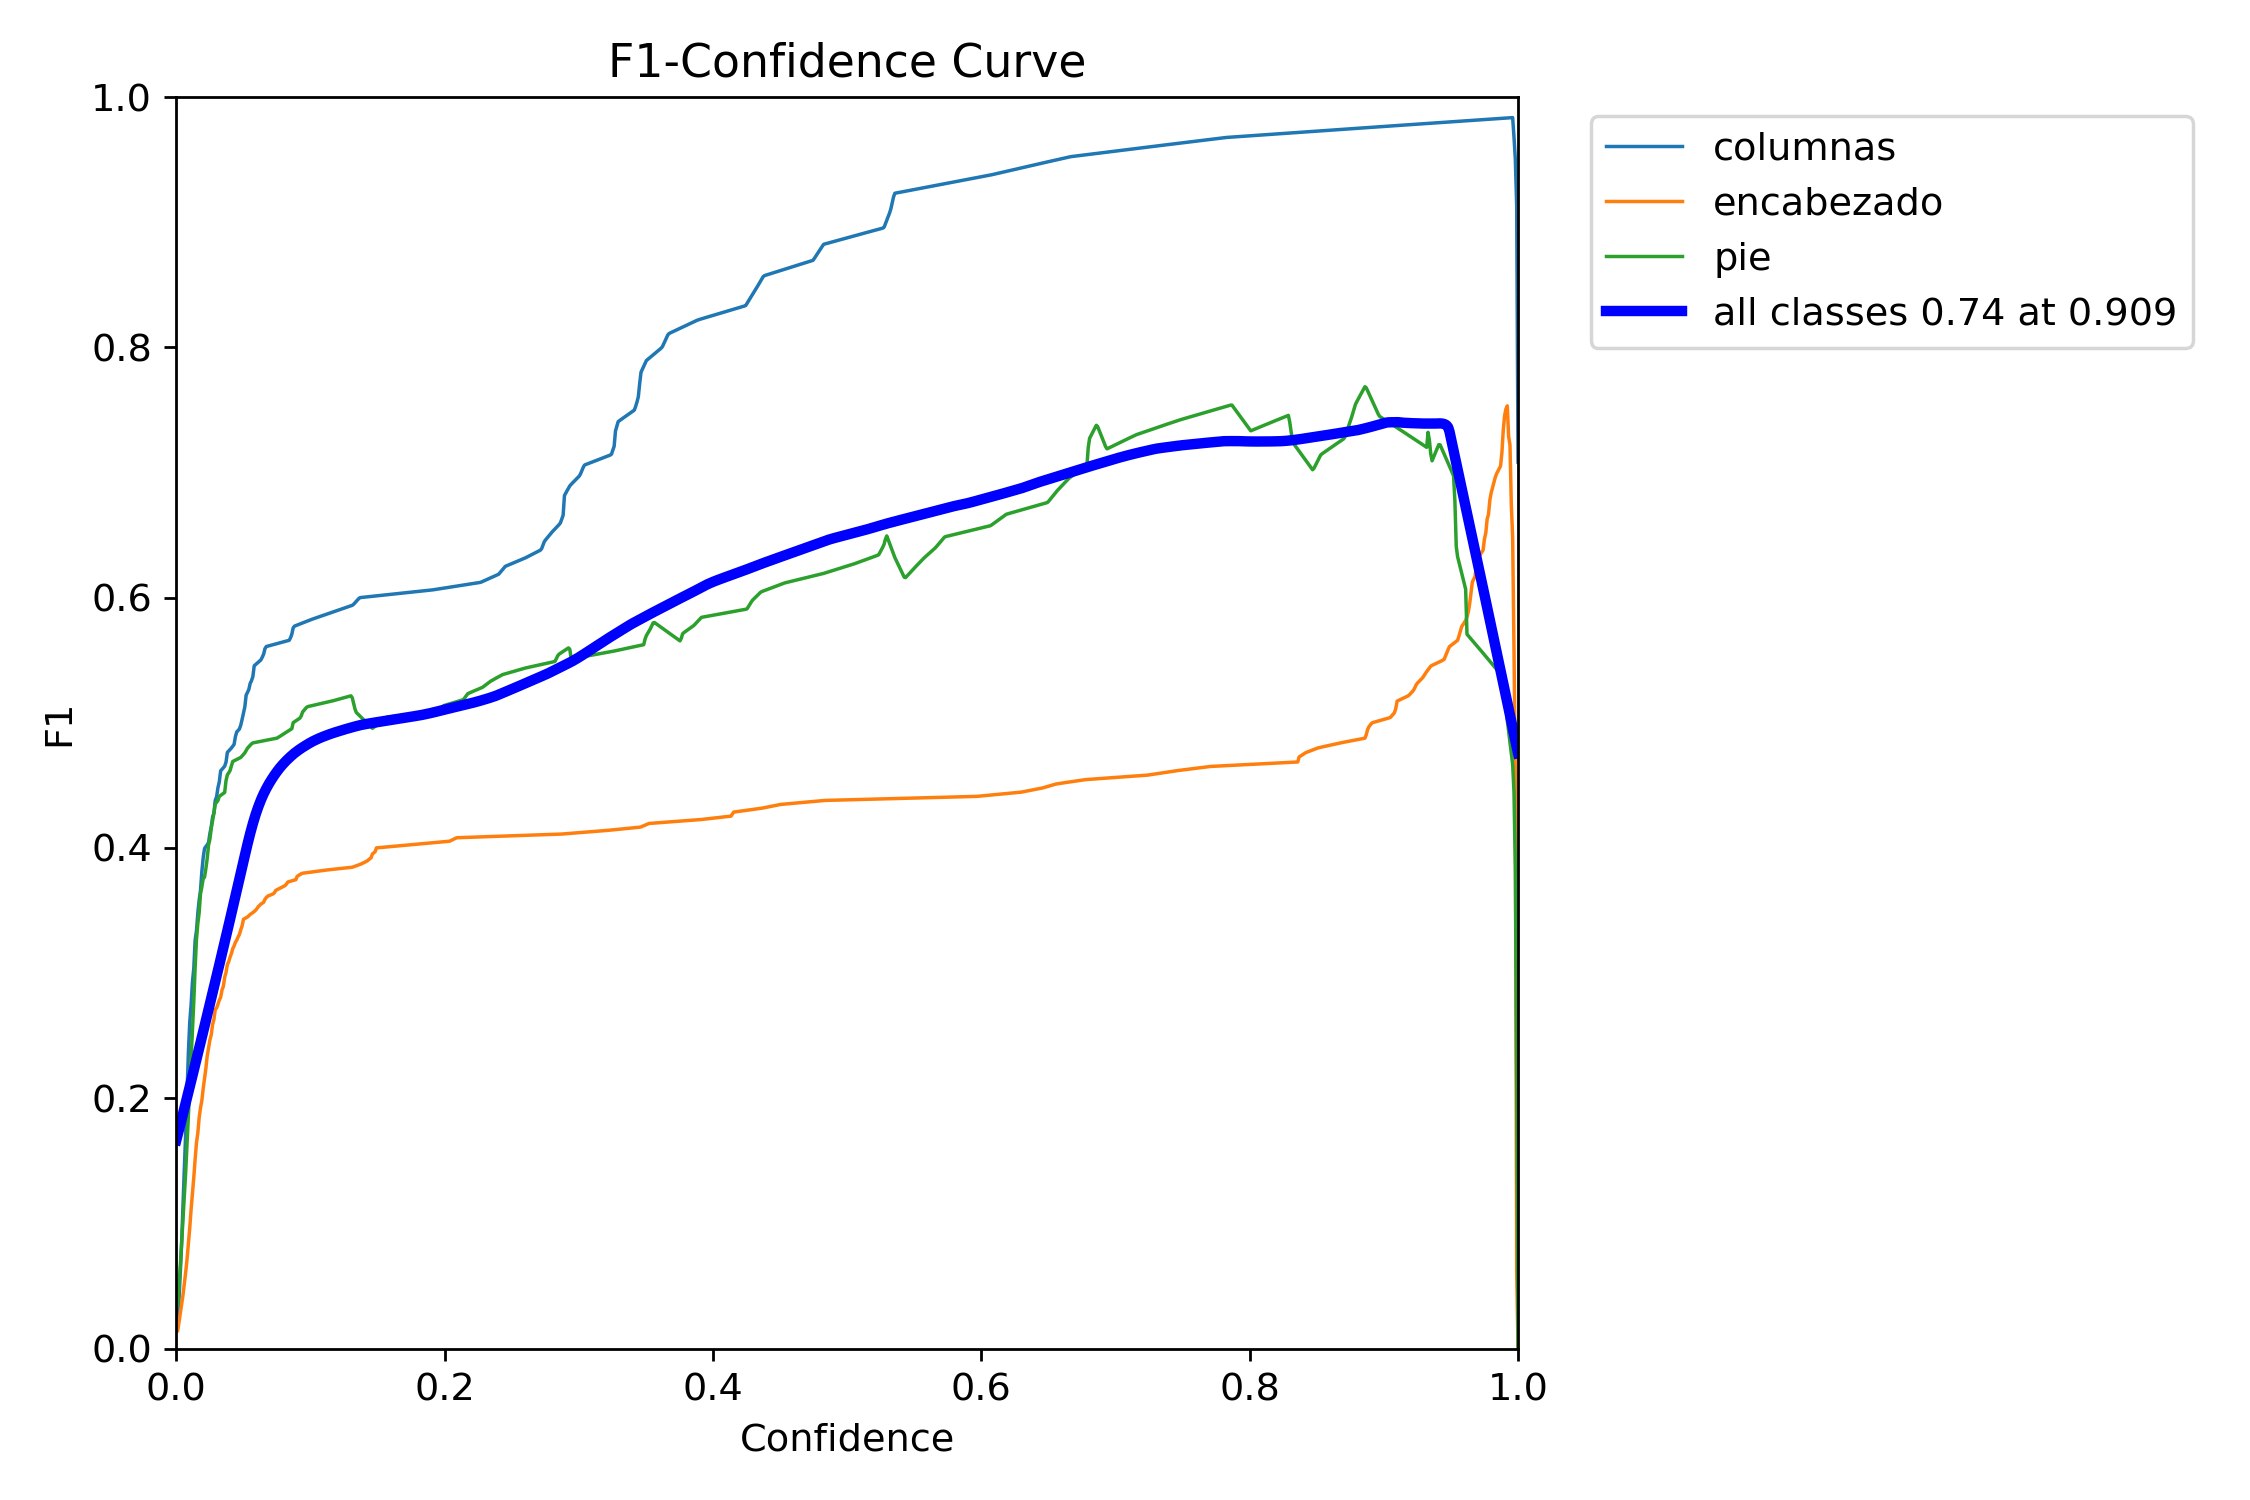 F1-Confidence Curve
1.0
0.8
0.6
0.4
0.2
0.0
F1
0.0 0.2 0.4 0.6 0.8 1.0
Confidence
columnas
encabezado
pie
all classes 0.74 at 0.909